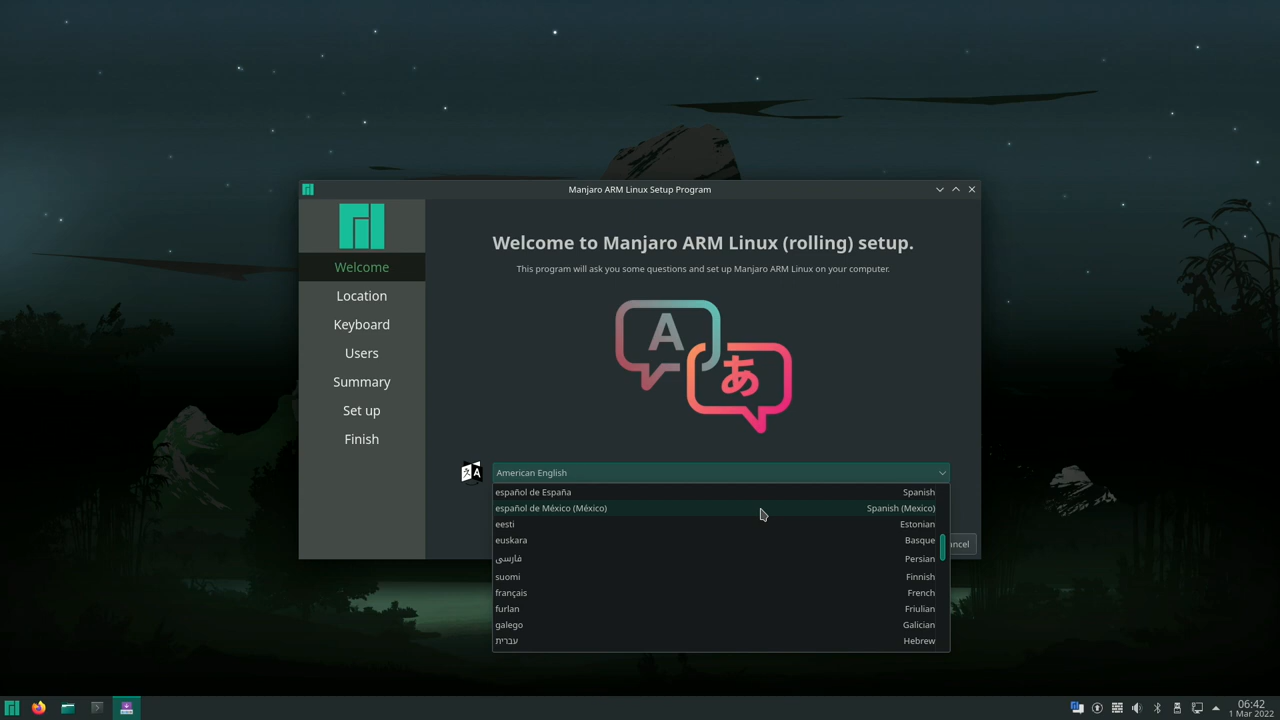 Manjaro ARM Linux Setup Program
Welcome to Manjaro ARM Linux (rolling) setup.
This program will ask you some questions and set up Manjaro ARM Linux on your computer.
Welcome
Location
Keyboard
Users
Summary
Set up
Finish
A
あ
American English
español de España Spanish
español de México (México) Spanish (Mexico)
eesti Estonian
euskara Basque
فارسی Persian
suomi Finnish
français French
furlan Friulian
galego Galician
עברית Hebrew
ancel
06:42
1 Mar 2022